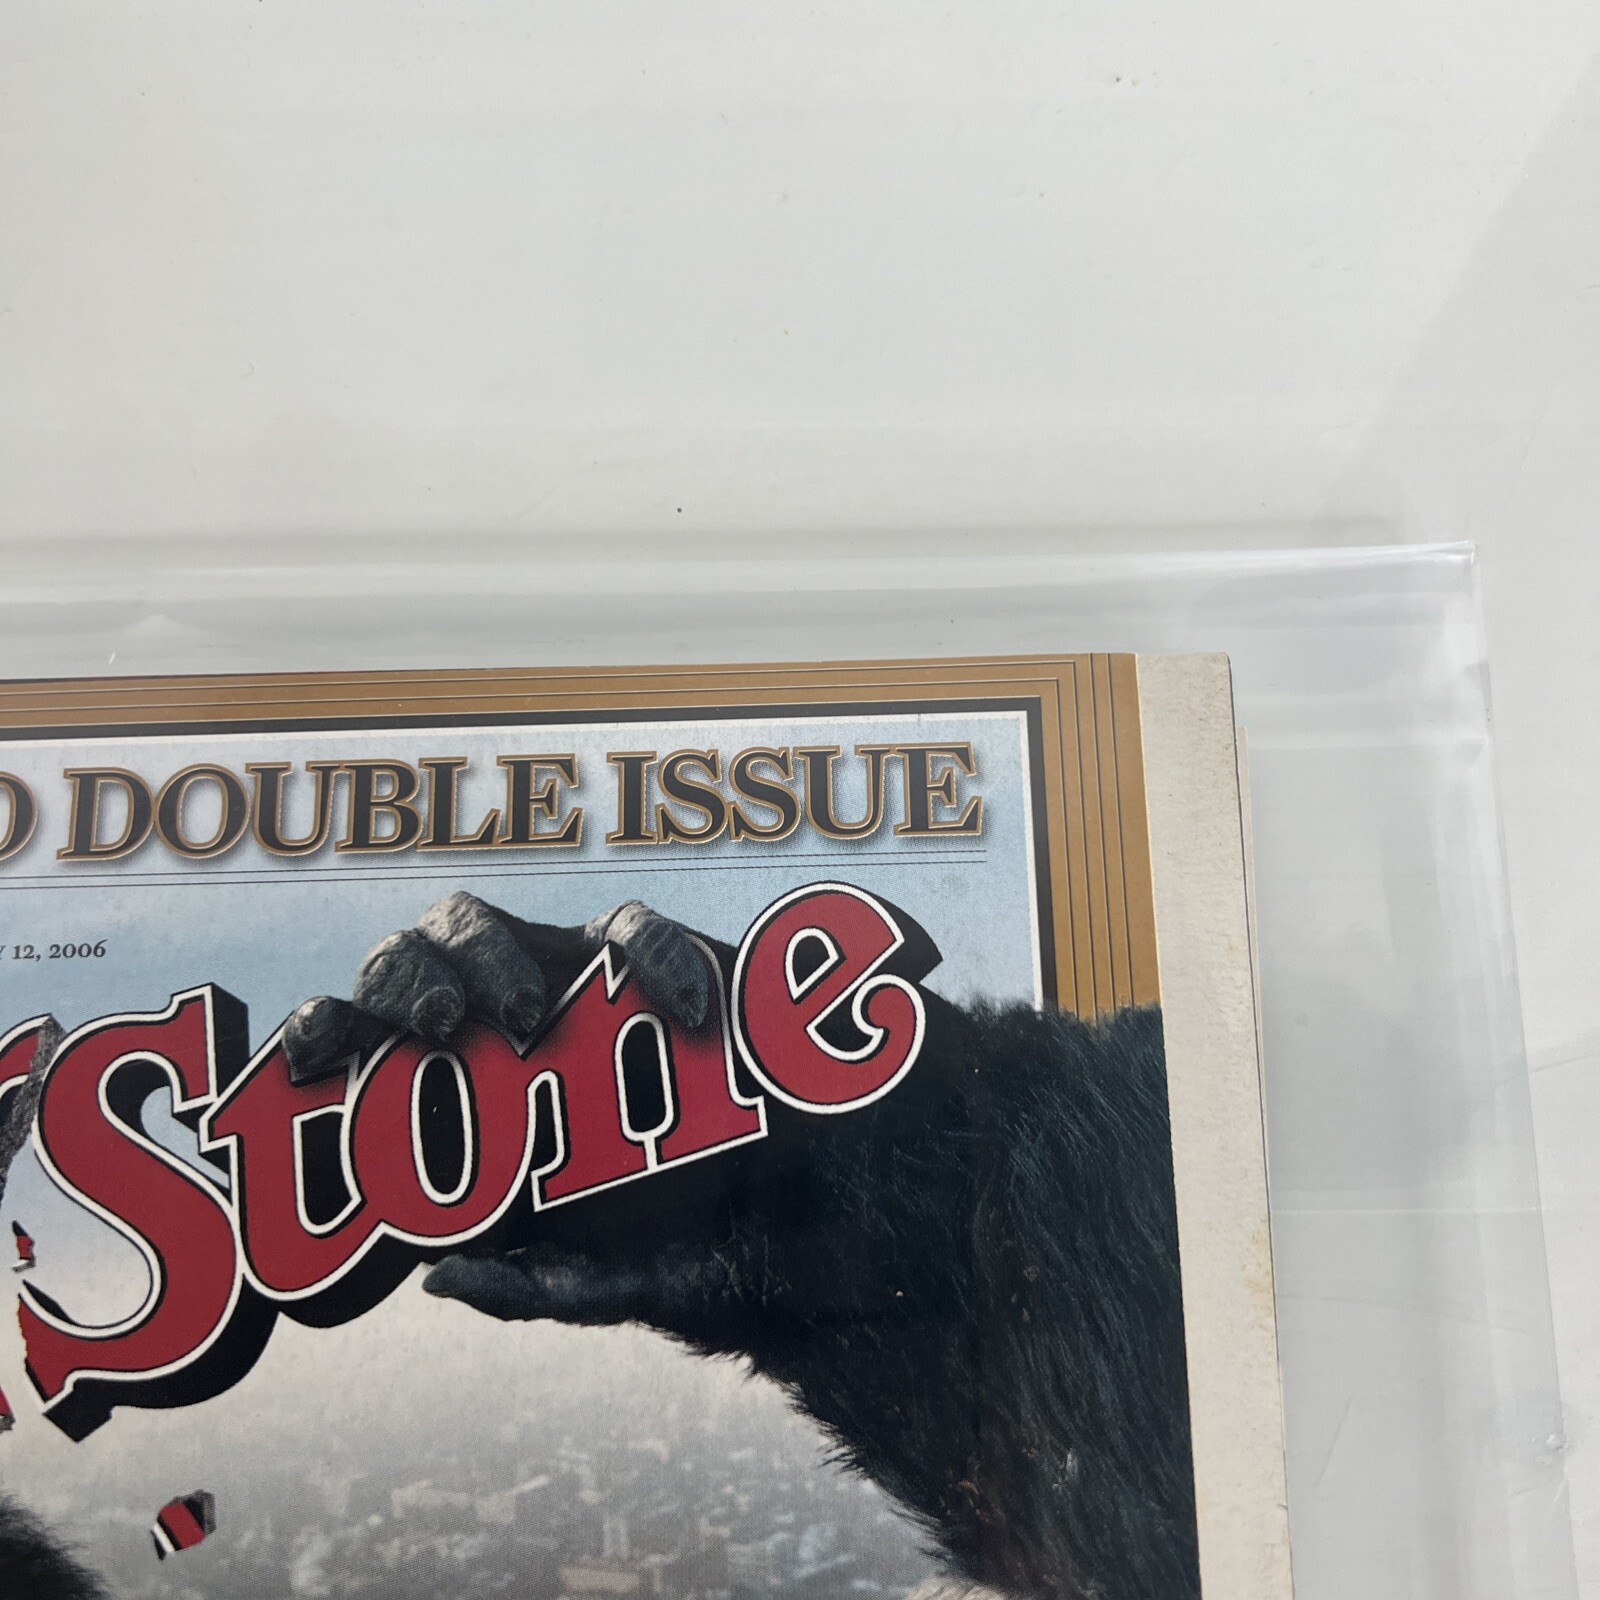 DOUBLE ISSUE
12, 2006
Stone